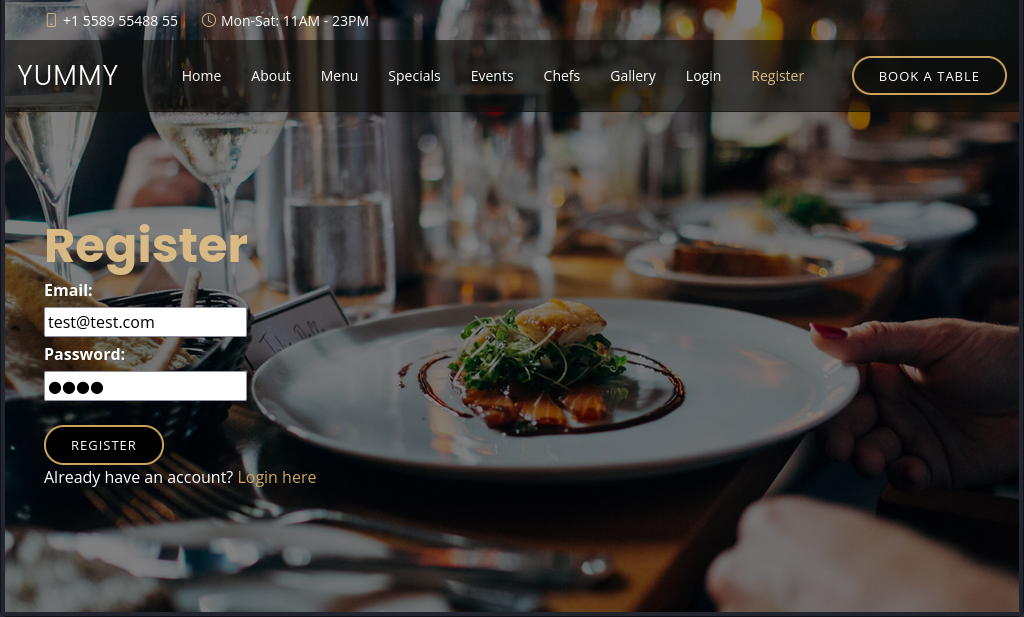 +1 5589 55488 55 Mon-Sat: 11AM - 23PM
YUMMY Home About Menu Specials Events Chefs Gallery Login Register BOOK A TABLE
Register
Email:
test@test.com
Password:
REGISTER
Already have an account? Login here